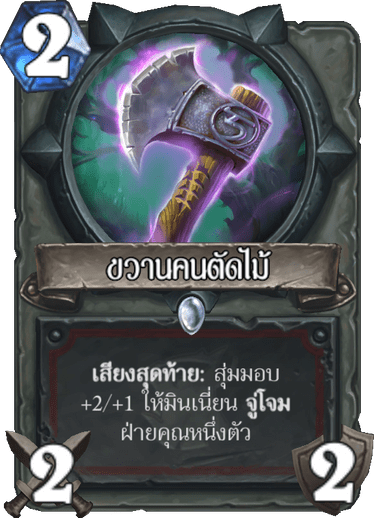 2
ขวานคนตัดไม้
เสียงสุดท้าย: สุ่มมอบ
+2/+1 ให้มินเนี่ยน จู่โจม
ฝ่ายคุณหนึ่งตัว
2
2